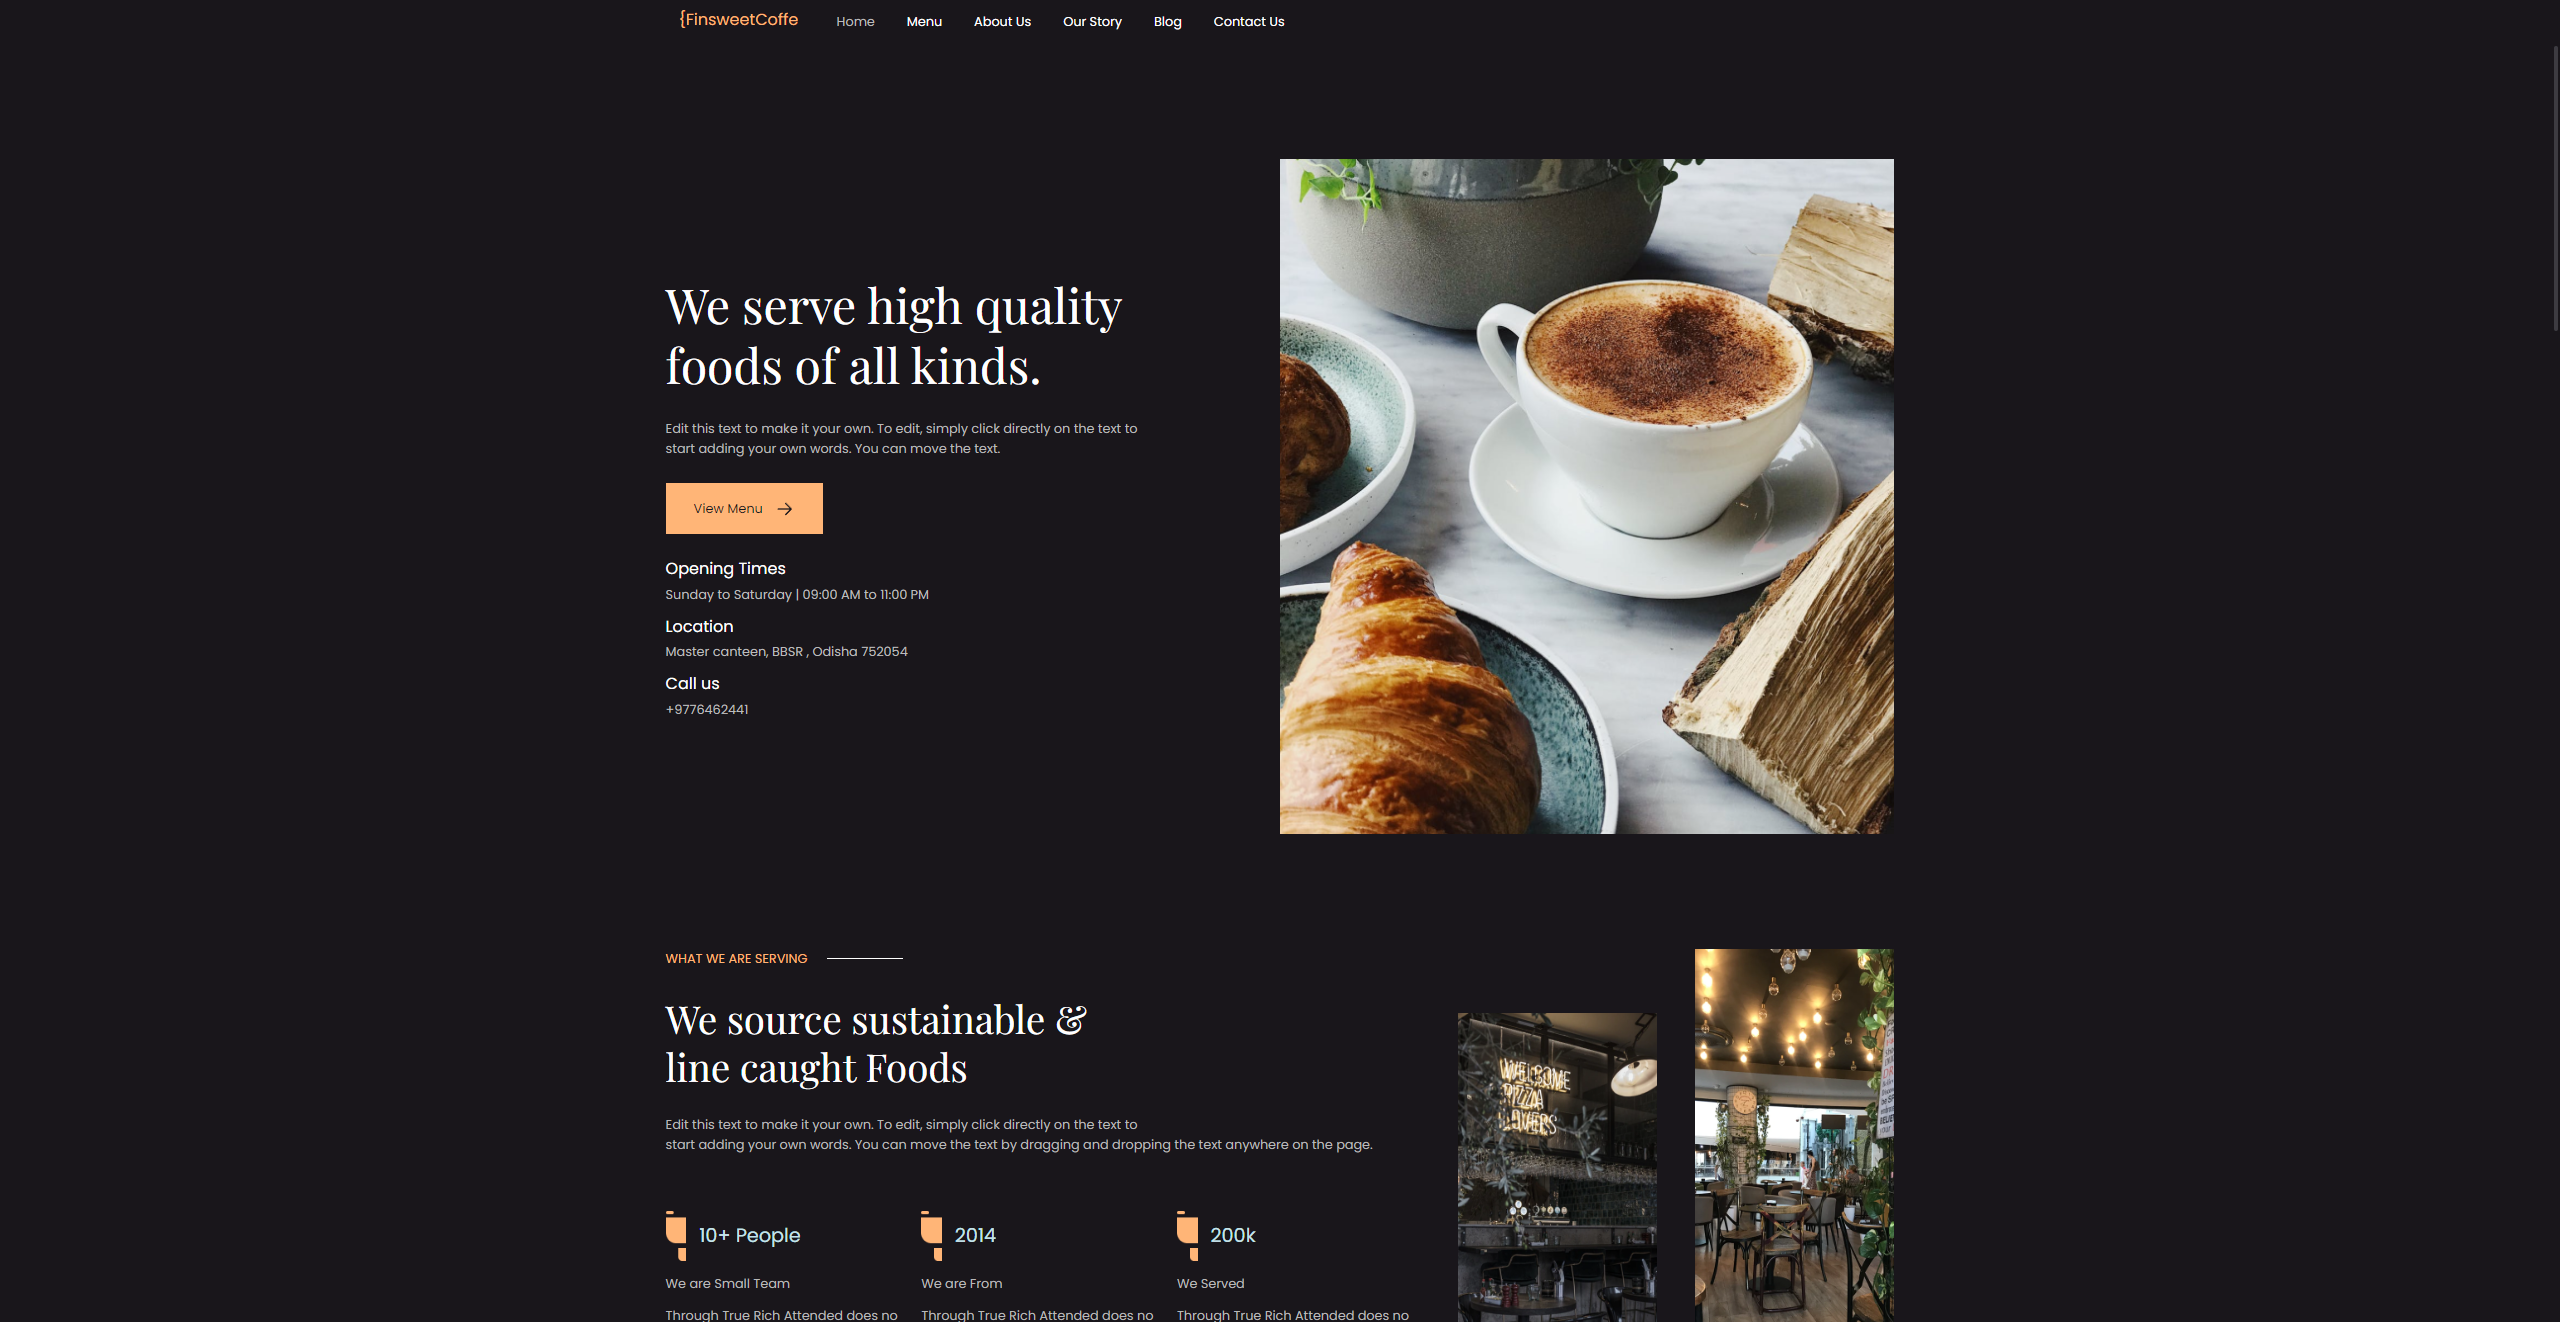 {FinsweetCoffe
Home Menu About Us Our Story Blog Contact Us
We serve high quality
foods of all kinds.
Edit this text to make it your own. To edit, simply click directly on the text to
start adding your own words. You can move the text.
View Menu
Opening Times
Sunday to Saturday | 09:00 AM to 11:00 PM
Location
Master canteen, BBSR , Odisha 752054
Call us
+9776462441
WHAT WE ARE SERVING
We source sustainable &
line caught Foods
Edit this text to make it your own. To edit, simply click directly on the text to
start adding your own words. You can move the text by dragging and dropping the text anywhere on the page.
10+ People
We are Small Team
Through True Rich Attended does no
2014
We are From
Through True Rich Attended does no
200k
We Served
Through True Rich Attended does no
WELCOME
PIZZA
LOVERS